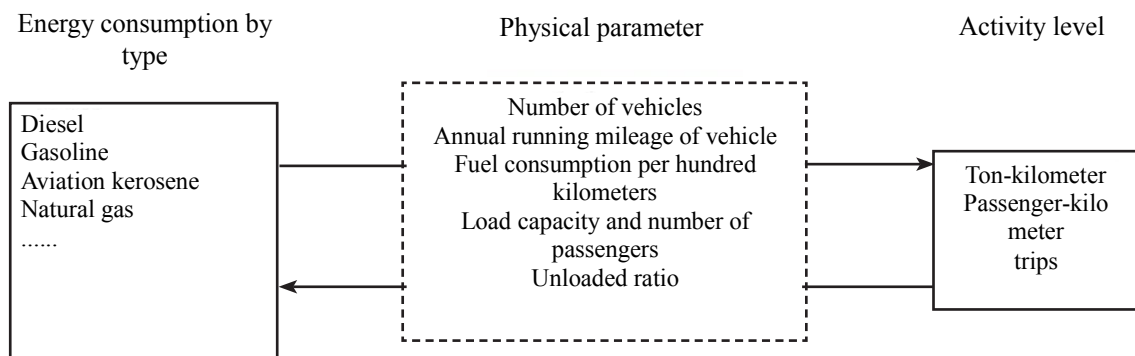 Energy consumption by
type
Physical parameter
Activity level
Diesel
Gasoline
Aviation kerosene
Natural gas
......
Number of vehicles
Annual running mileage of vehicle
Fuel consumption per hundred
kilometers
Load capacity and number of
passengers
Unloaded ratio
Ton-kilometer
Passenger-kilo
meter
trips